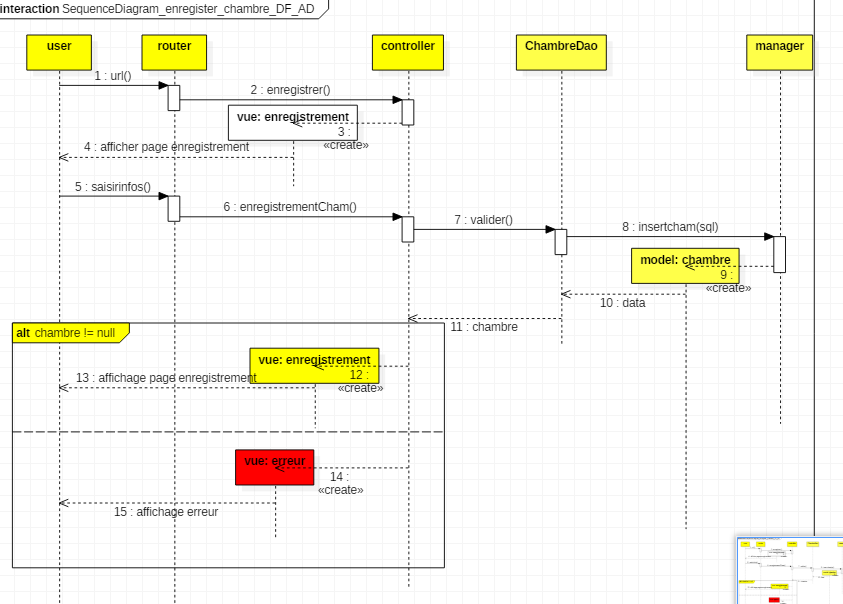 interaction SequenceDiagram_enregister_chambre_DF_AD
user
router
controller
ChambreDao
manager
1 : url()
2 : enregistrer()
vue: enregistrement
3 :
«create»
4 : afficher page enregistrement
5 : saisirinfos()
6 : enregistrementCham()
7 : valider()
8 : insertcham(sql)
model: chambre
9 :
«create»
10 : data
11 : chambre
alt chambre != null
vue: enregistrement
12 :
«create»
13 : affichage page enregistrement
vue: erreur
14 :
«create»
15 : affichage erreur